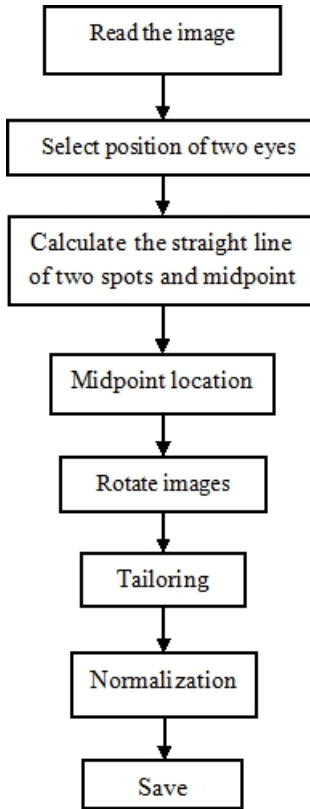 Read the image
Select position of two eyes
Calculate the straight line
of two spots and midpoint
Midpoint location
Rotate images
Tailoring
Normalization
Save